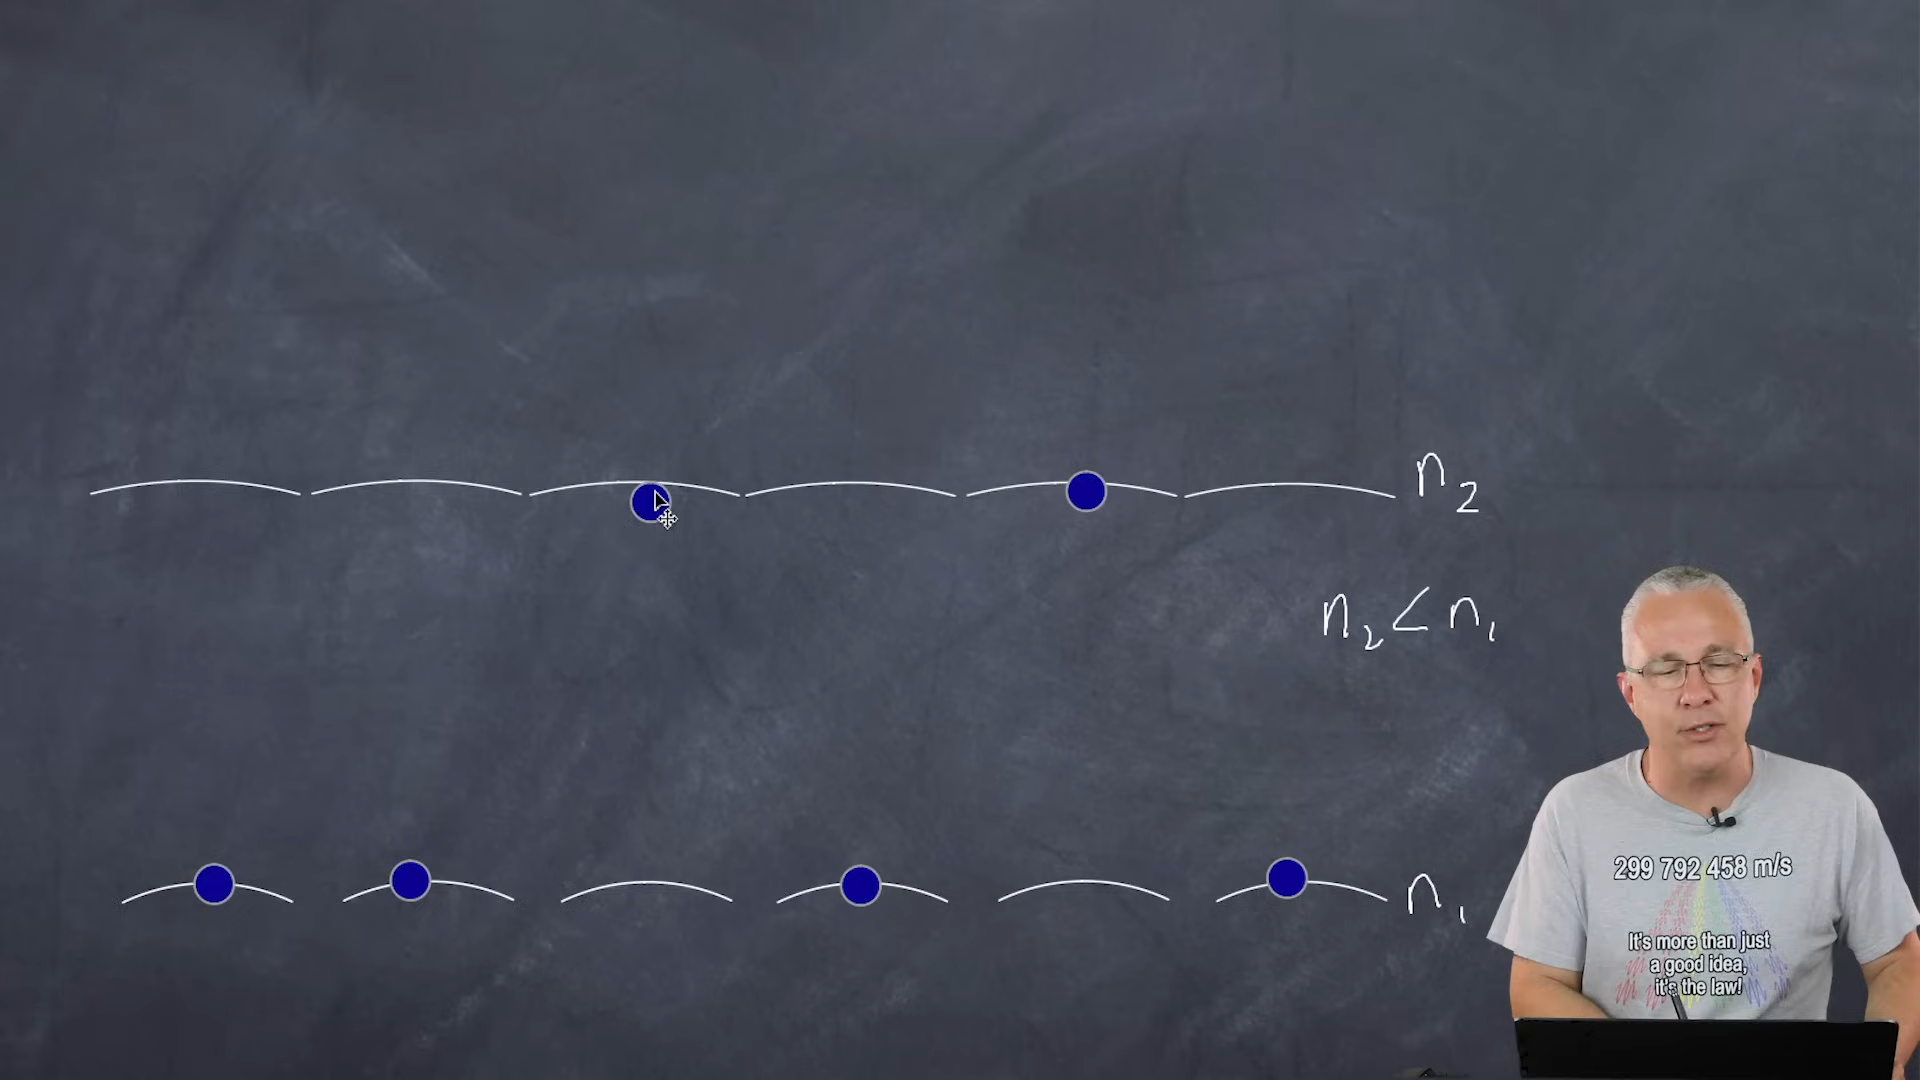 n₂
n₂ < n₁
n₁
299 792 458 m/s
It's more than just
a good idea,
it's the law!